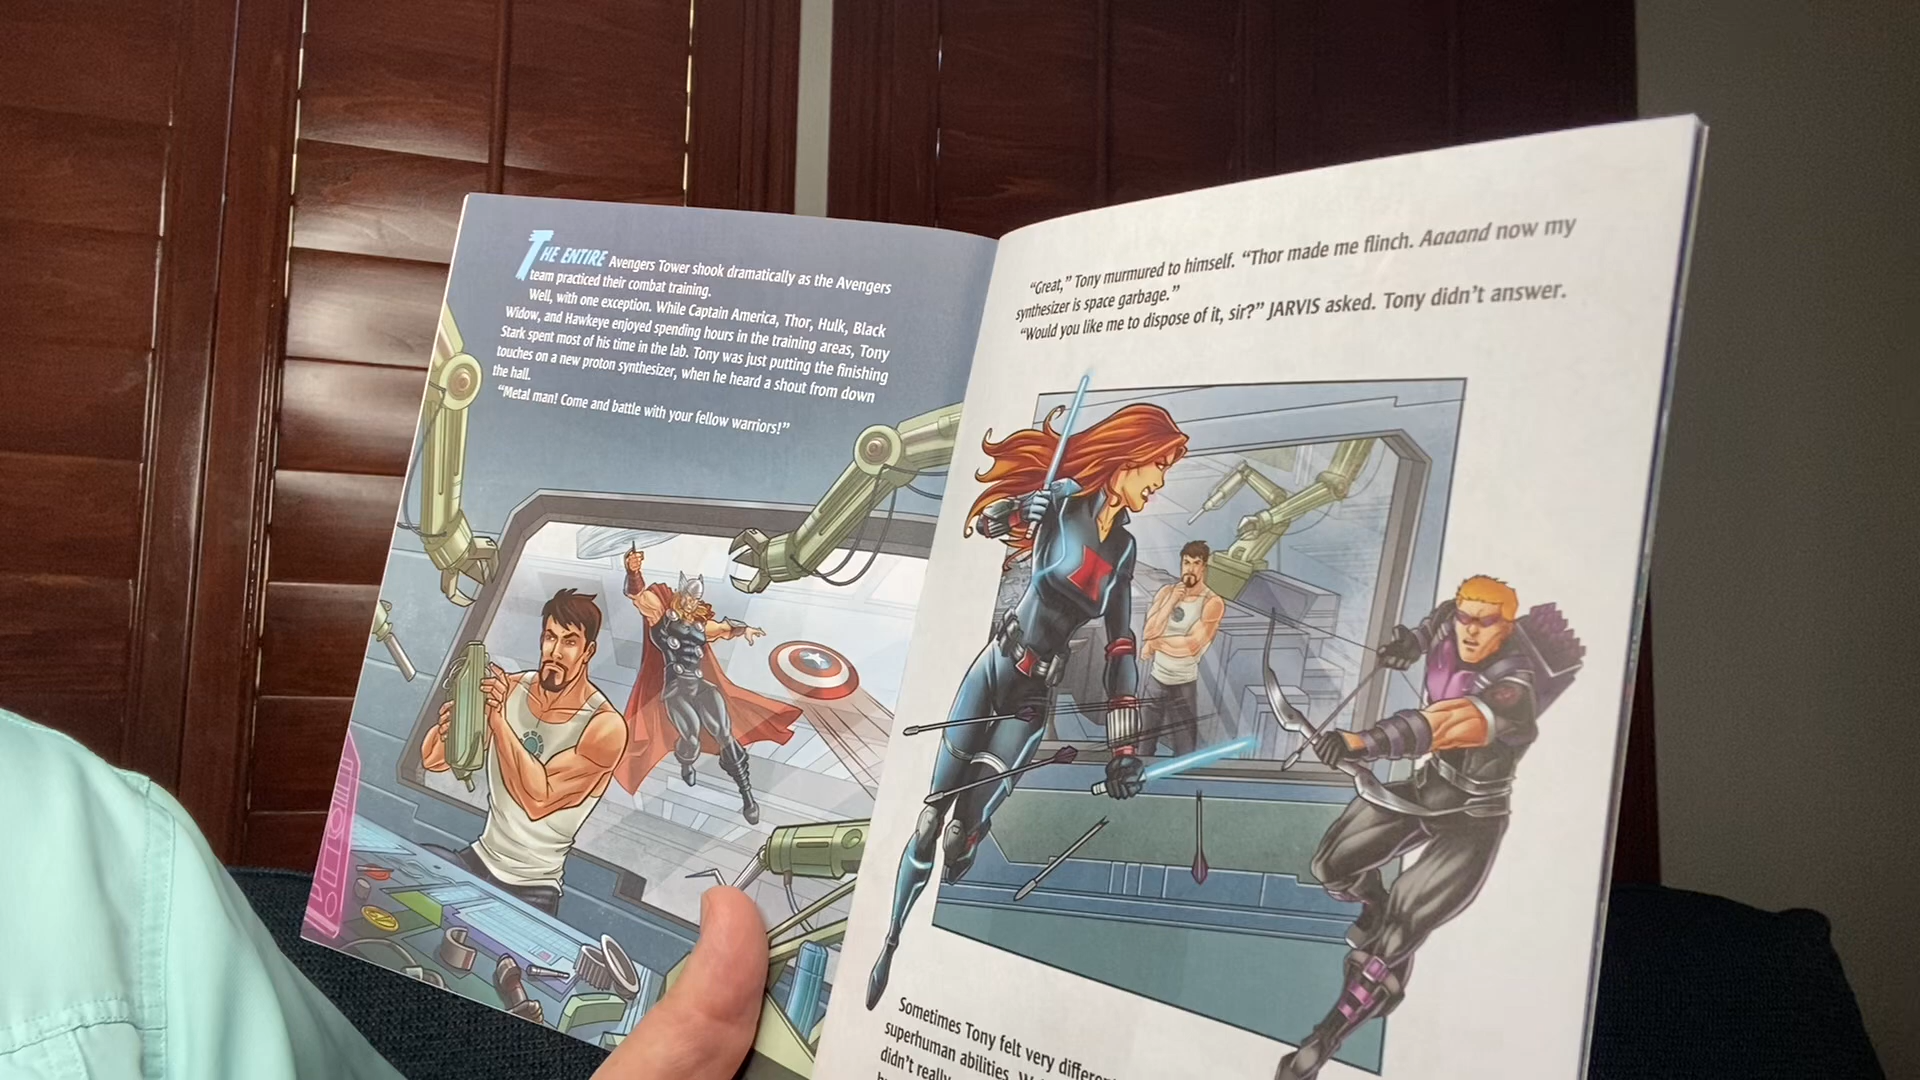 THE ENTIRE Avengers Tower shook dramatically as the Avengers
team practiced their combat training.
Well, with one exception. While Captain America, Thor, Hulk, Black
Widow, and Hawkeye enjoyed spending hours in the training areas, Tony
Stark spent most of his time in the lab. Tony was just putting the finishing
touches on a new proton synthesizer, when he heard a shout from down
the hall.
“Metal man! Come and battle with your fellow warriors!”
“Great,” Tony murmured to himself. “Thor made me flinch. Aaaand now my
synthesizer is space garbage.”
“Would you like me to dispose of it, sir?” JARVIS asked. Tony didn’t answer.
Sometimes Tony felt very
superhuman abilities.
didn’t really